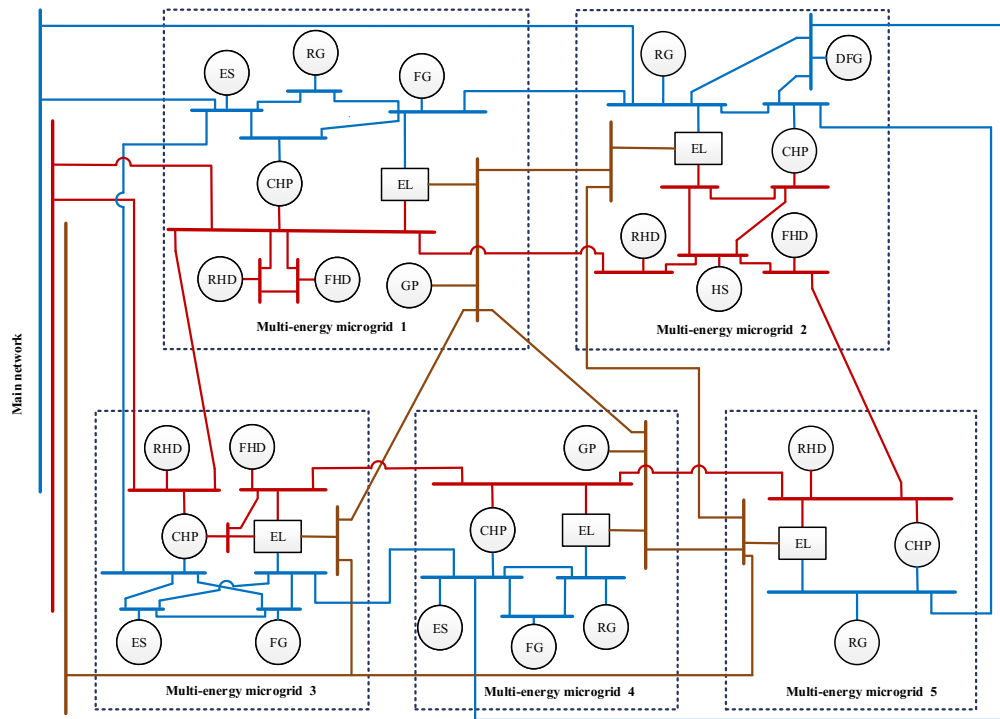 Main network
RG
ES
FG
CHP
EL
RHD
FHD
GP
Multi-energy microgrid 1
RG
DFG
EL
CHP
RHD
FHD
HS
Multi-energy microgrid 2
RHD
FHD
CHP
EL
ES
FG
Multi-energy microgrid 3
GP
CHP
EL
ES
FG
RG
Multi-energy microgrid 4
RHD
EL
CHP
RG
Multi-energy microgrid 5